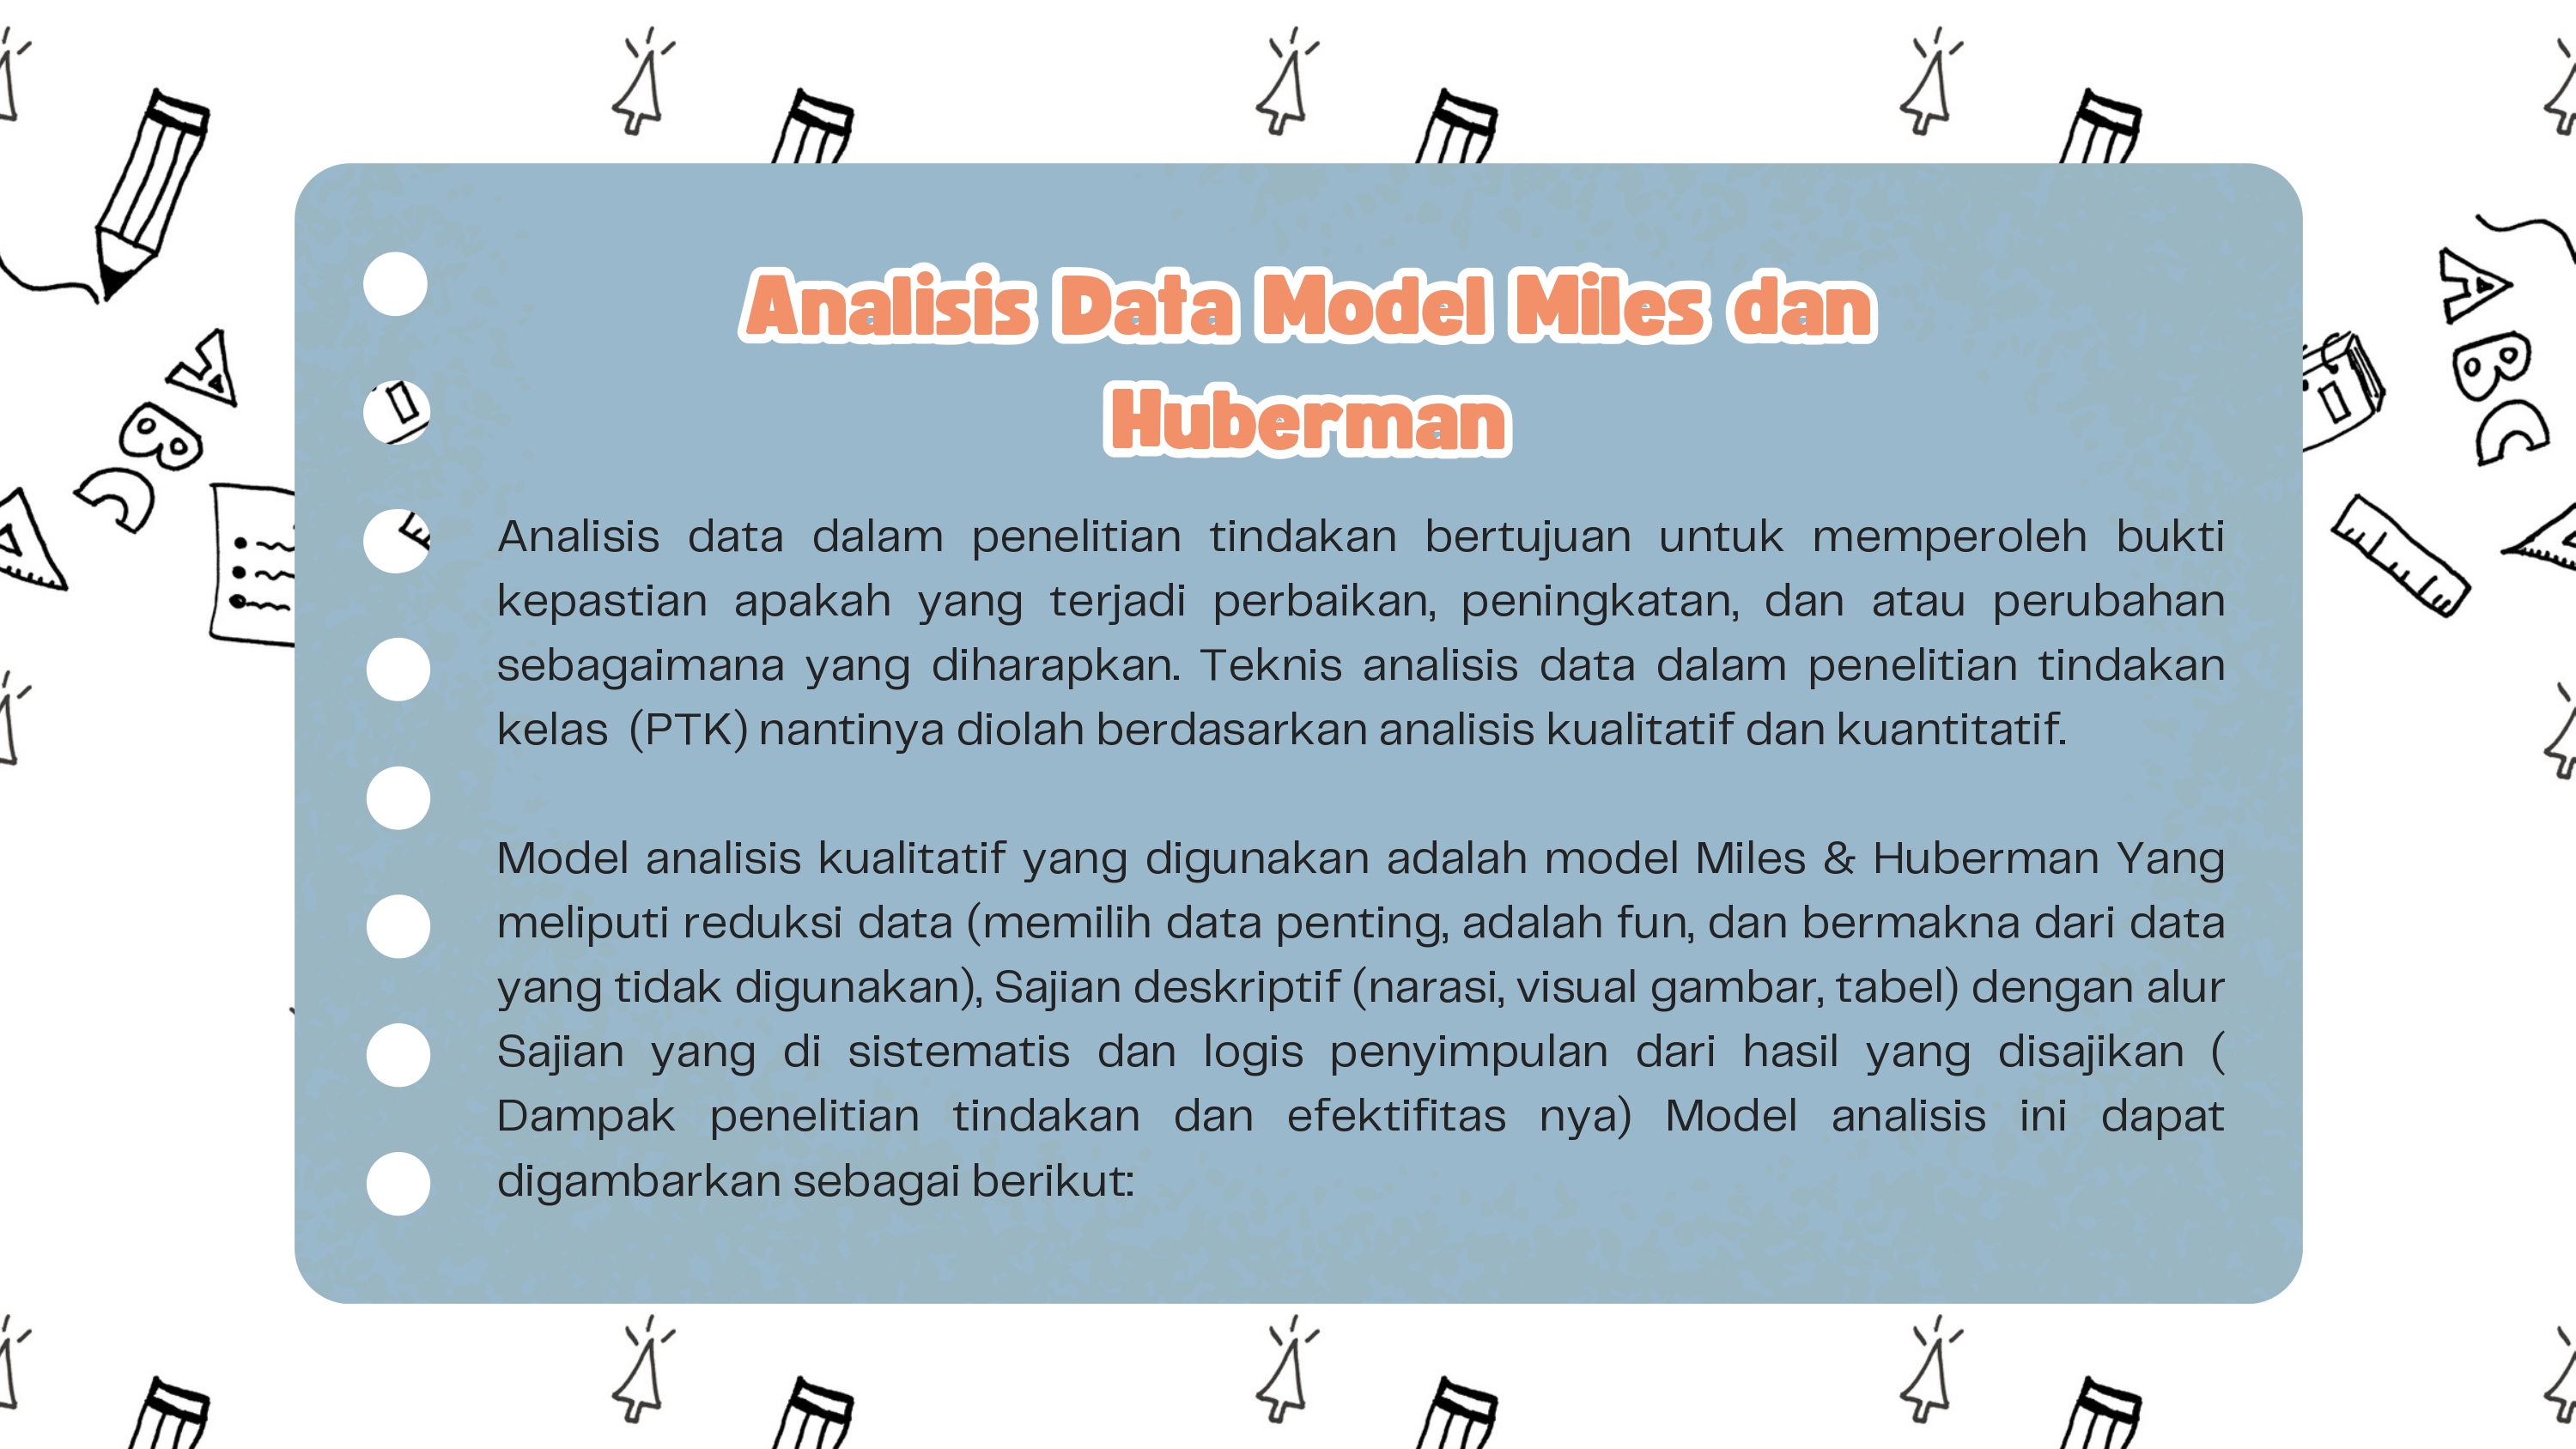 Analisis Data Model Miles dan
Huberman
Analisis data dalam penelitian tindakan bertujuan untuk memperoleh bukti
kepastian apakah yang terjadi perbaikan, peningkatan, dan atau perubahan
sebagaimana yang diharapkan. Teknis analisis data dalam penelitian tindakan
kelas (PTK) nantinya diolah berdasarkan analisis kualitatif dan kuantitatif.
Model analisis kualitatif yang digunakan adalah model Miles & Huberman Yang
meliputi reduksi data (memilih data penting, adalah fun, dan bermakna dari data
yang tidak digunakan), Sajian deskriptif (narasi, visual gambar, tabel) dengan alur
Sajian yang di sistematis dan logis penyimpulan dari hasil yang disajikan (
Dampak penelitian tindakan dan efektifitas nya) Model analisis ini dapat
digambarkan sebagai berikut:
A B C
A B C